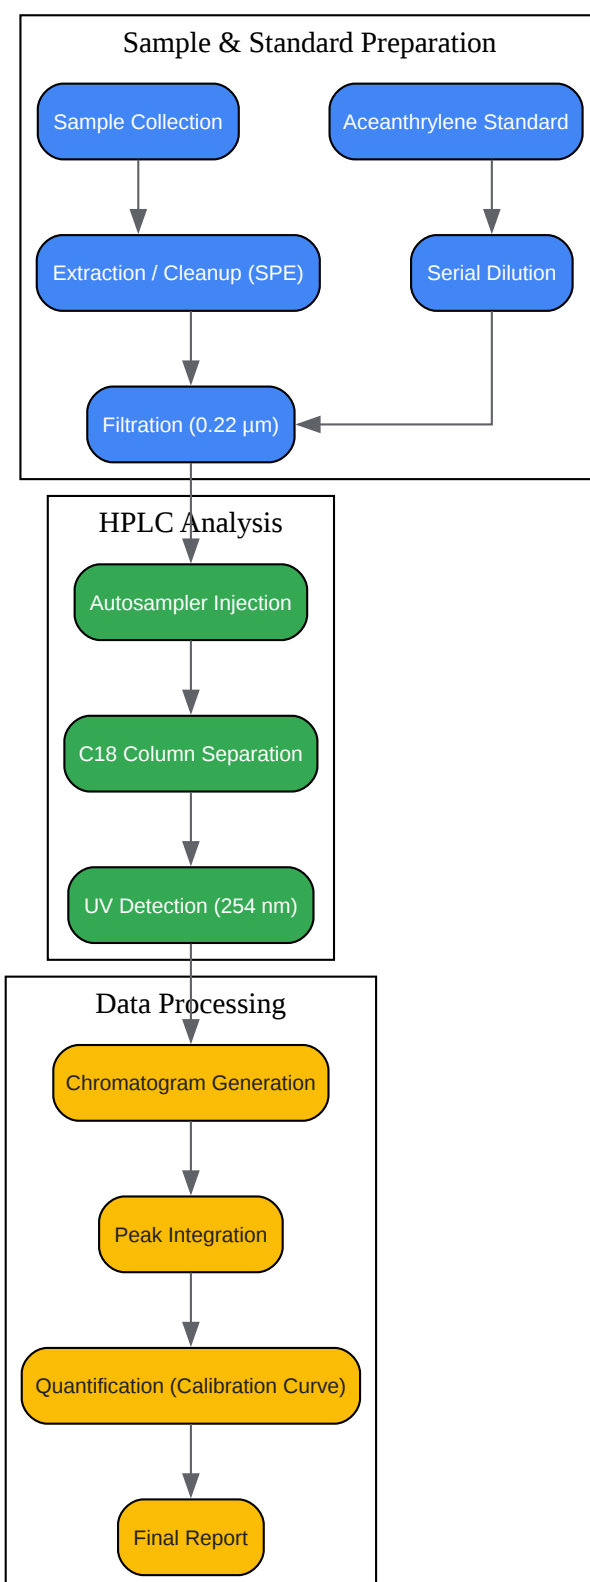 Sample & Standard Preparation
Sample Collection
Aceanthrylene Standard
Extraction / Cleanup (SPE)
Serial Dilution
Filtration (0.22 µm)
HPLC Analysis
Autosampler Injection
C18 Column Separation
UV Detection (254 nm)
Data Processing
Chromatogram Generation
Peak Integration
Quantification (Calibration Curve)
Final Report